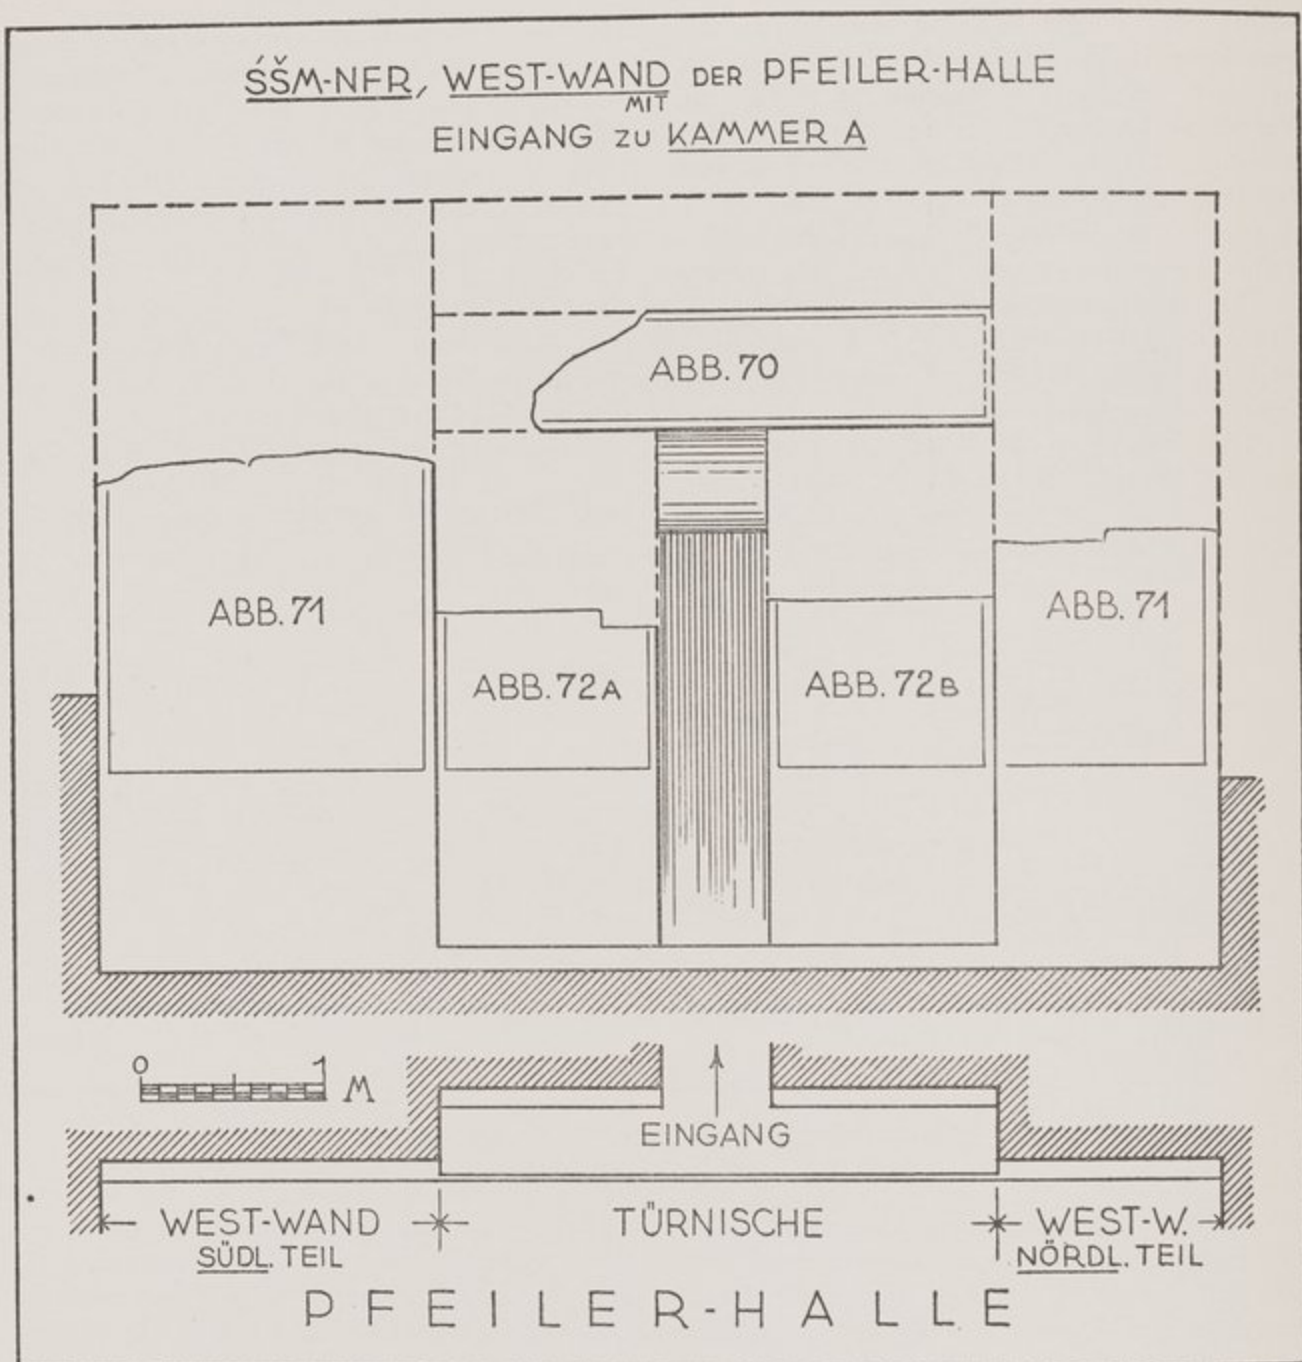 ŚŠM-NFR, WEST-WAND DER PFEILER-HALLE
MIT
EINGANG ZU KAMMER A
ABB. 70
ABB. 71
ABB. 71
ABB. 72A
ABB. 72B
0 1 M
EINGANG
WEST-WAND
SÜDL. TEIL
TÜRNISCHE
WEST-W.
NÖRDL. TEIL
PFEILER-HALLE